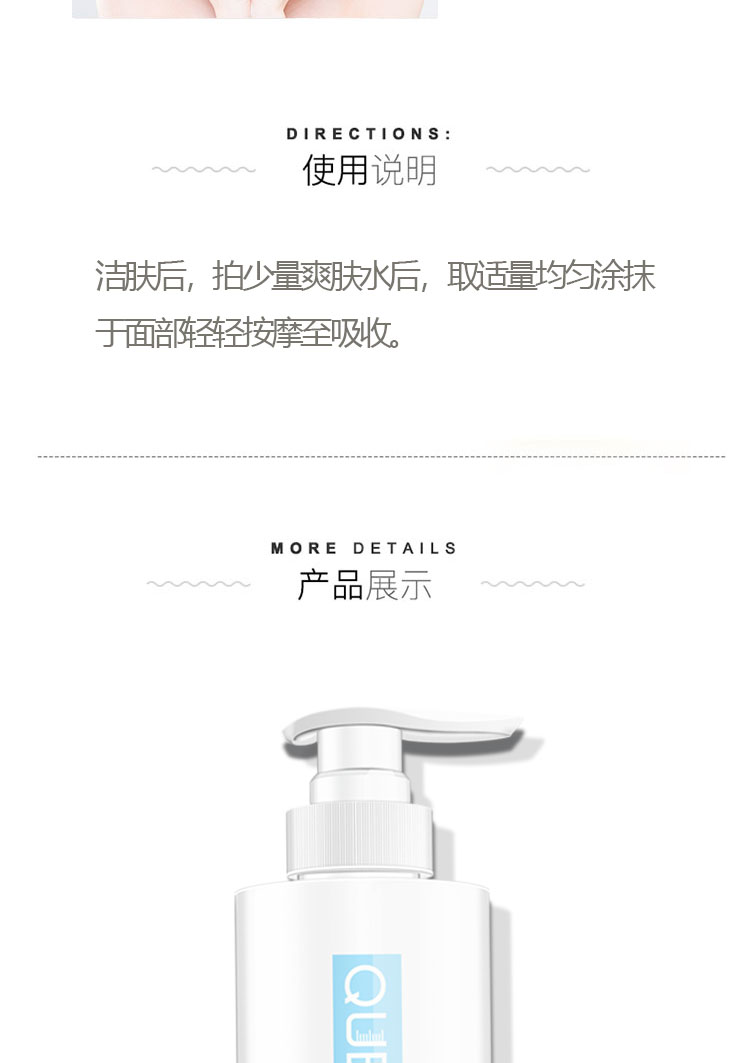 DIRECTIONS:
使用说明
洁肤后，拍少量爽肤水后，取适量均匀涂抹
于面部轻轻按摩至吸收。
MORE DETAILS
产品展示